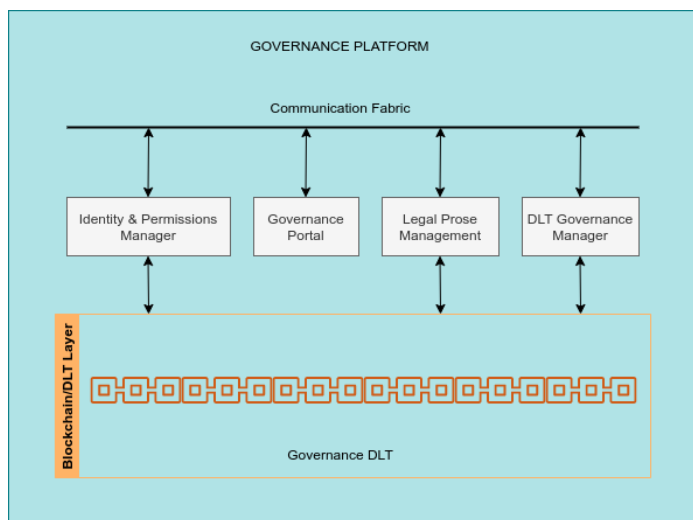 GOVERNANCE PLATFORM
Communication Fabric
Identity & Permissions
Manager
Governance
Portal
Legal Prose
Management
DLT Governance
Manager
Blockchain/DLT Layer
Governance DLT